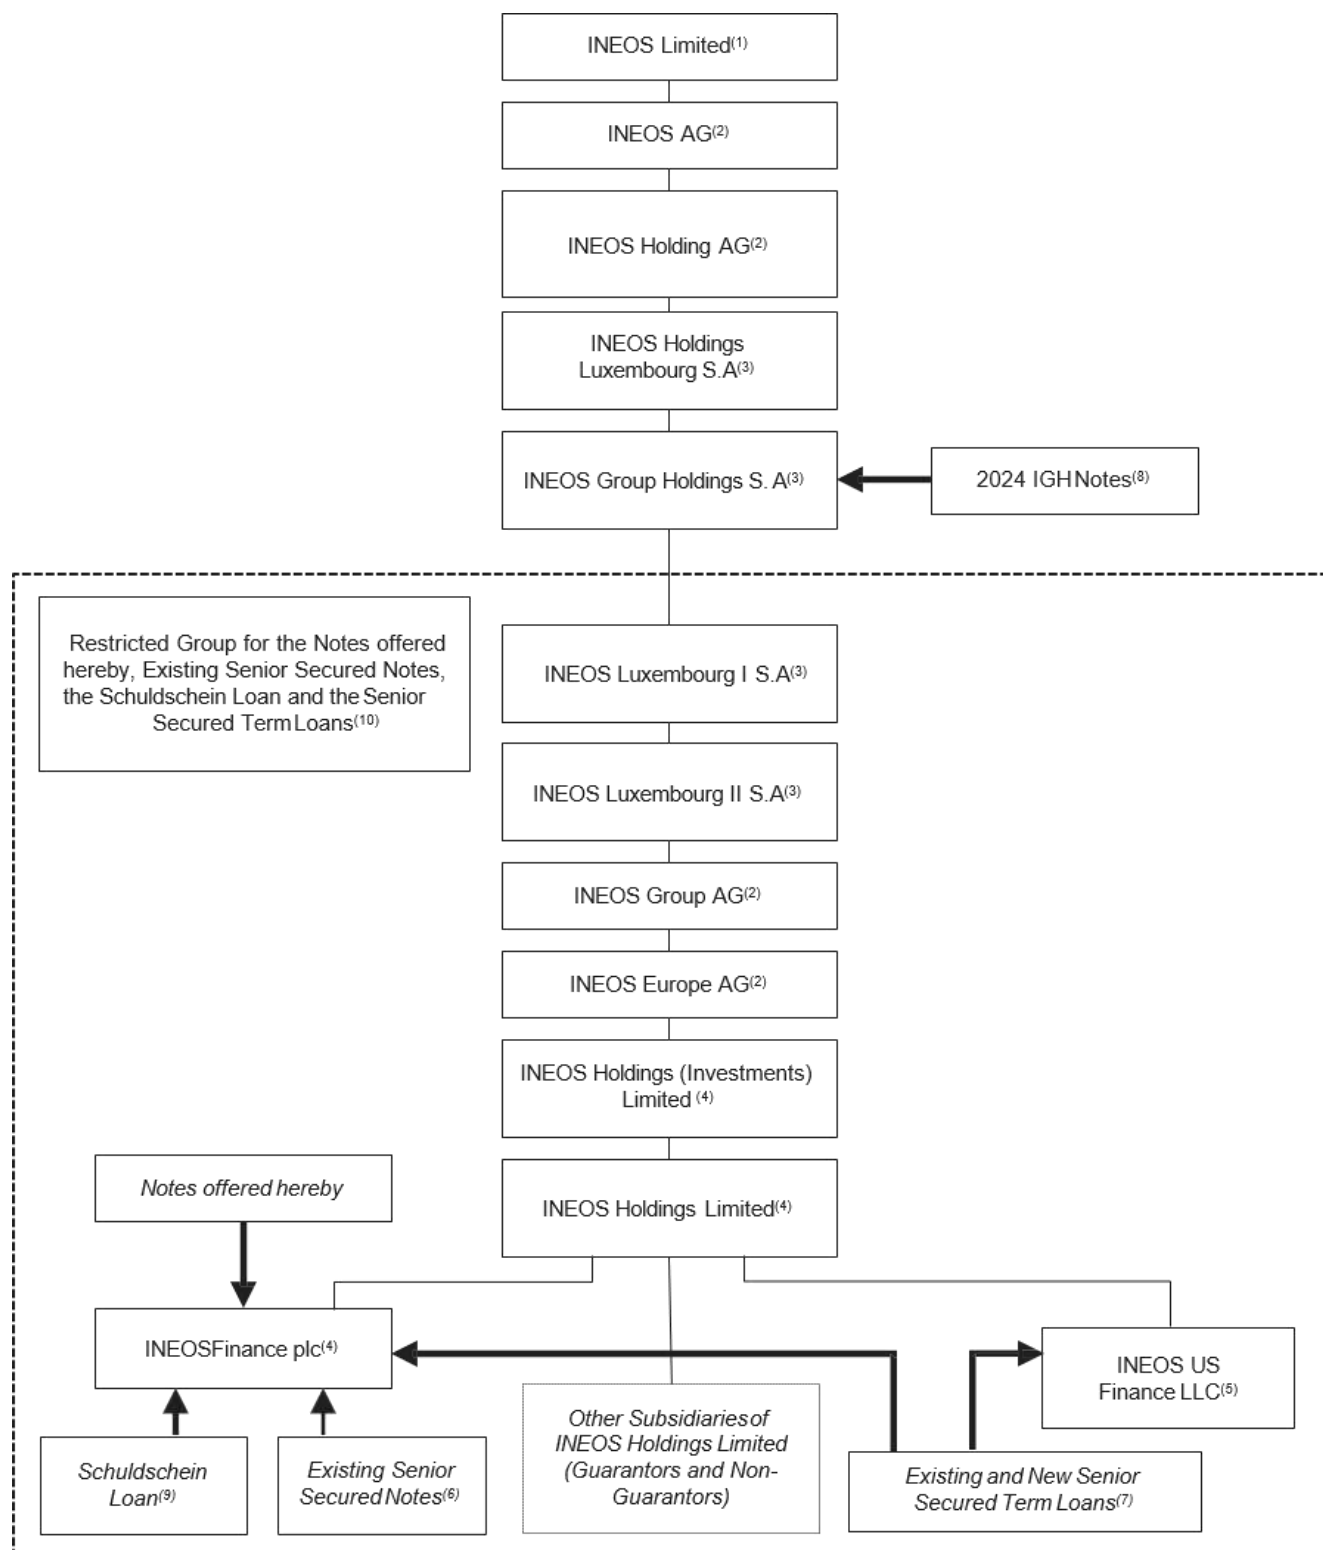 INEOS Limited(1)
INEOS AG(2)
INEOS Holding AG(2)
INEOS Holdings
Luxembourg S.A(3)
INEOS Group Holdings S. A(3)
2024 IGH Notes(8)
Restricted Group for the Notes offered
hereby, Existing Senior Secured Notes,
the Schuldschein Loan and the Senior
Secured Term Loans(10)
INEOS Luxembourg I S.A(3)
INEOS Luxembourg II S.A(3)
INEOS Group AG(2)
INEOS Europe AG(2)
INEOS Holdings (Investments)
Limited (4)
Notes offered hereby
INEOS Holdings Limited(4)
INEOSFinance plc(4)
INEOS US
Finance LLC(5)
Schuldschein
Loan(9)
Existing Senior
Secured Notes(6)
Other Subsidiaries of
INEOS Holdings Limited
(Guarantors and Non-
Guarantors)
Existing and New Senior
Secured Term Loans(7)